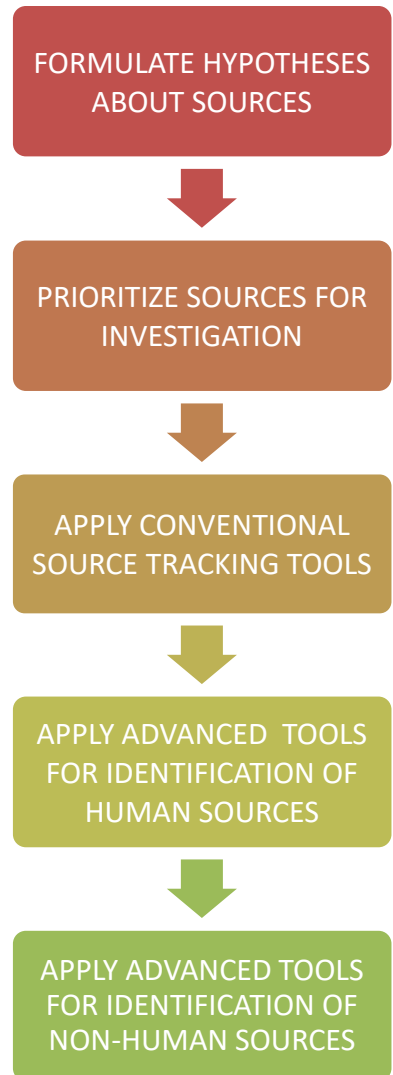 FORMULATE HYPOTHESES
ABOUT SOURCES
PRIORITIZE SOURCES FOR
INVESTIGATION
APPLY CONVENTIONAL
SOURCE TRACKING TOOLS
APPLY ADVANCED TOOLS
FOR IDENTIFICATION OF
HUMAN SOURCES
APPLY ADVANCED TOOLS
FOR IDENTIFICATION OF
NON-HUMAN SOURCES